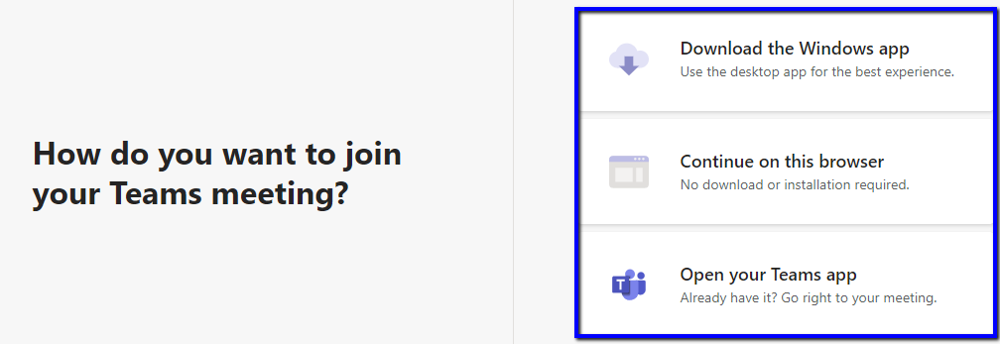 How do you want to join
your Teams meeting?
Download the Windows app
Use the desktop app for the best experience.
Continue on this browser
No download or installation required.
T
Open your Teams app
Already have it? Go right to your meeting.